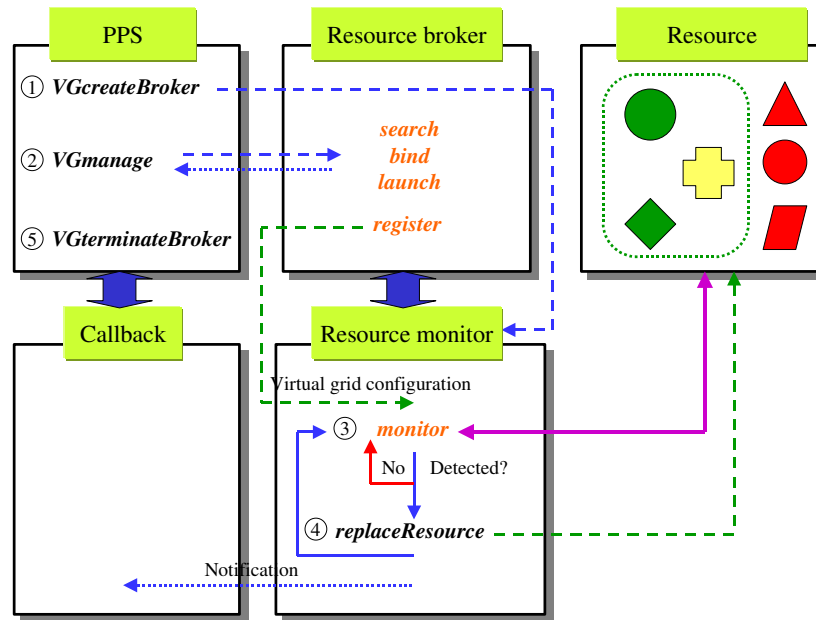 PPS
Resource broker
Resource
① VGcreateBroker
search
② VGmanage
bind
launch
register
⑤ VGterminateBroker
Callback
Resource monitor
Virtual grid configuration
③ monitor
No Detected?
④ replaceResource
Notification